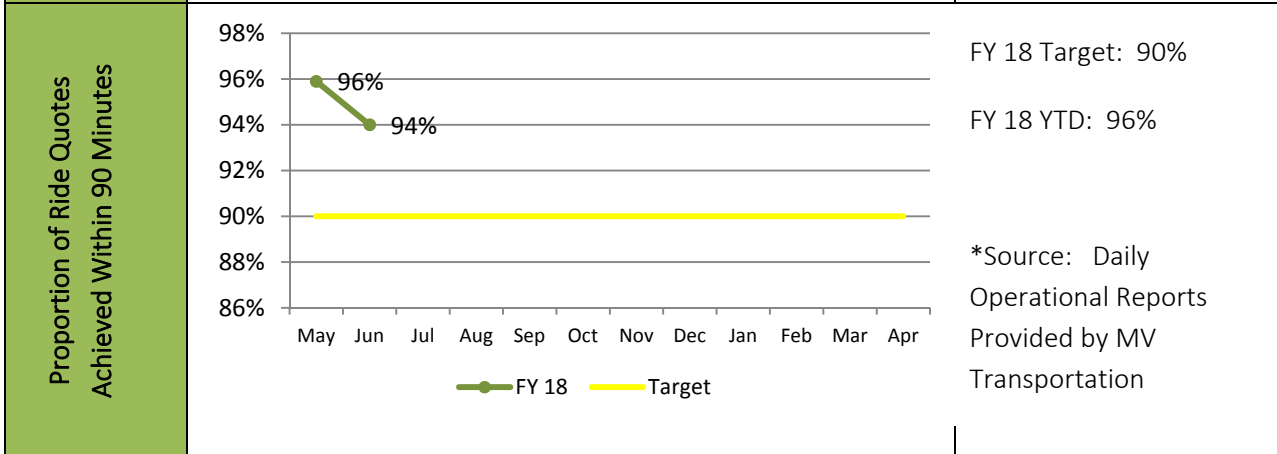 Proportion of Ride Quotes
Achieved Within 90 Minutes
98%
96%
94%
92%
90%
88%
86%
96%
94%
May Jun Jul Aug Sep Oct Nov Dec Jan Feb Mar Apr
FY 18 Target
FY 18 Target: 90%
FY 18 YTD: 96%
*Source: Daily
Operational Reports
Provided by MV
Transportation